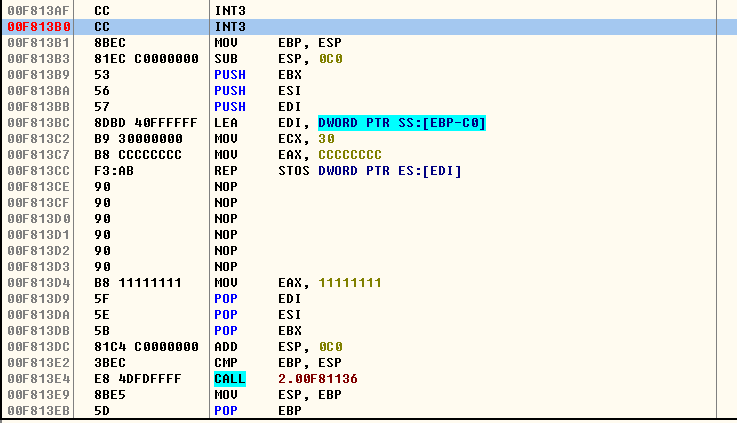 00F813AF CC INT3
00F813B0 CC INT3
00F813B1 8BEC MOV EBP, ESP
00F813B3 81EC C0000000 SUB ESP, 0C0
00F813B9 53 PUSH EBX
00F813BA 56 PUSH ESI
00F813BB 57 PUSH EDI
00F813BC 8DBD 40FFFFFF LEA EDI, DWORD PTR SS:[EBP-C0]
00F813C2 B9 30000000 MOV ECX, 30
00F813C7 B8 CCCCCCCC MOV EAX, CCCCCCCC
00F813CC F3:AB REP STOS DWORD PTR ES:[EDI]
00F813CE 90 NOP
00F813CF 90 NOP
00F813D0 90 NOP
00F813D1 90 NOP
00F813D2 90 NOP
00F813D3 90 NOP
00F813D4 B8 11111111 MOV EAX, 11111111
00F813D9 5F POP EDI
00F813DA 5E POP ESI
00F813DB 5B POP EBX
00F813DC 81C4 C0000000 ADD ESP, 0C0
00F813E2 3BEC CMP EBP, ESP
00F813E4 E8 4DFDFFFF CALL 2.00F81136
00F813E9 8BE5 MOV ESP, EBP
00F813EB 5D POP EBP